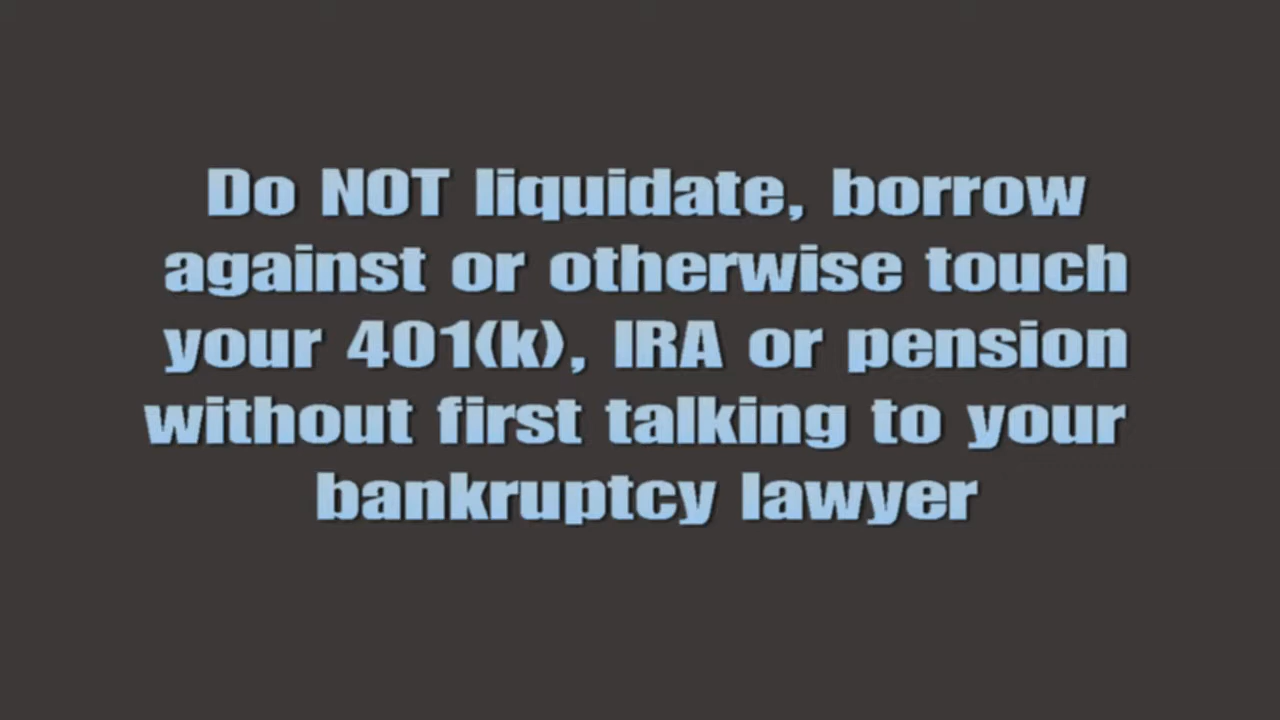 Do NOT liquidate, borrow
against or otherwise touch
your 401(k), IRA or pension
without first talking to your
bankruptcy lawyer